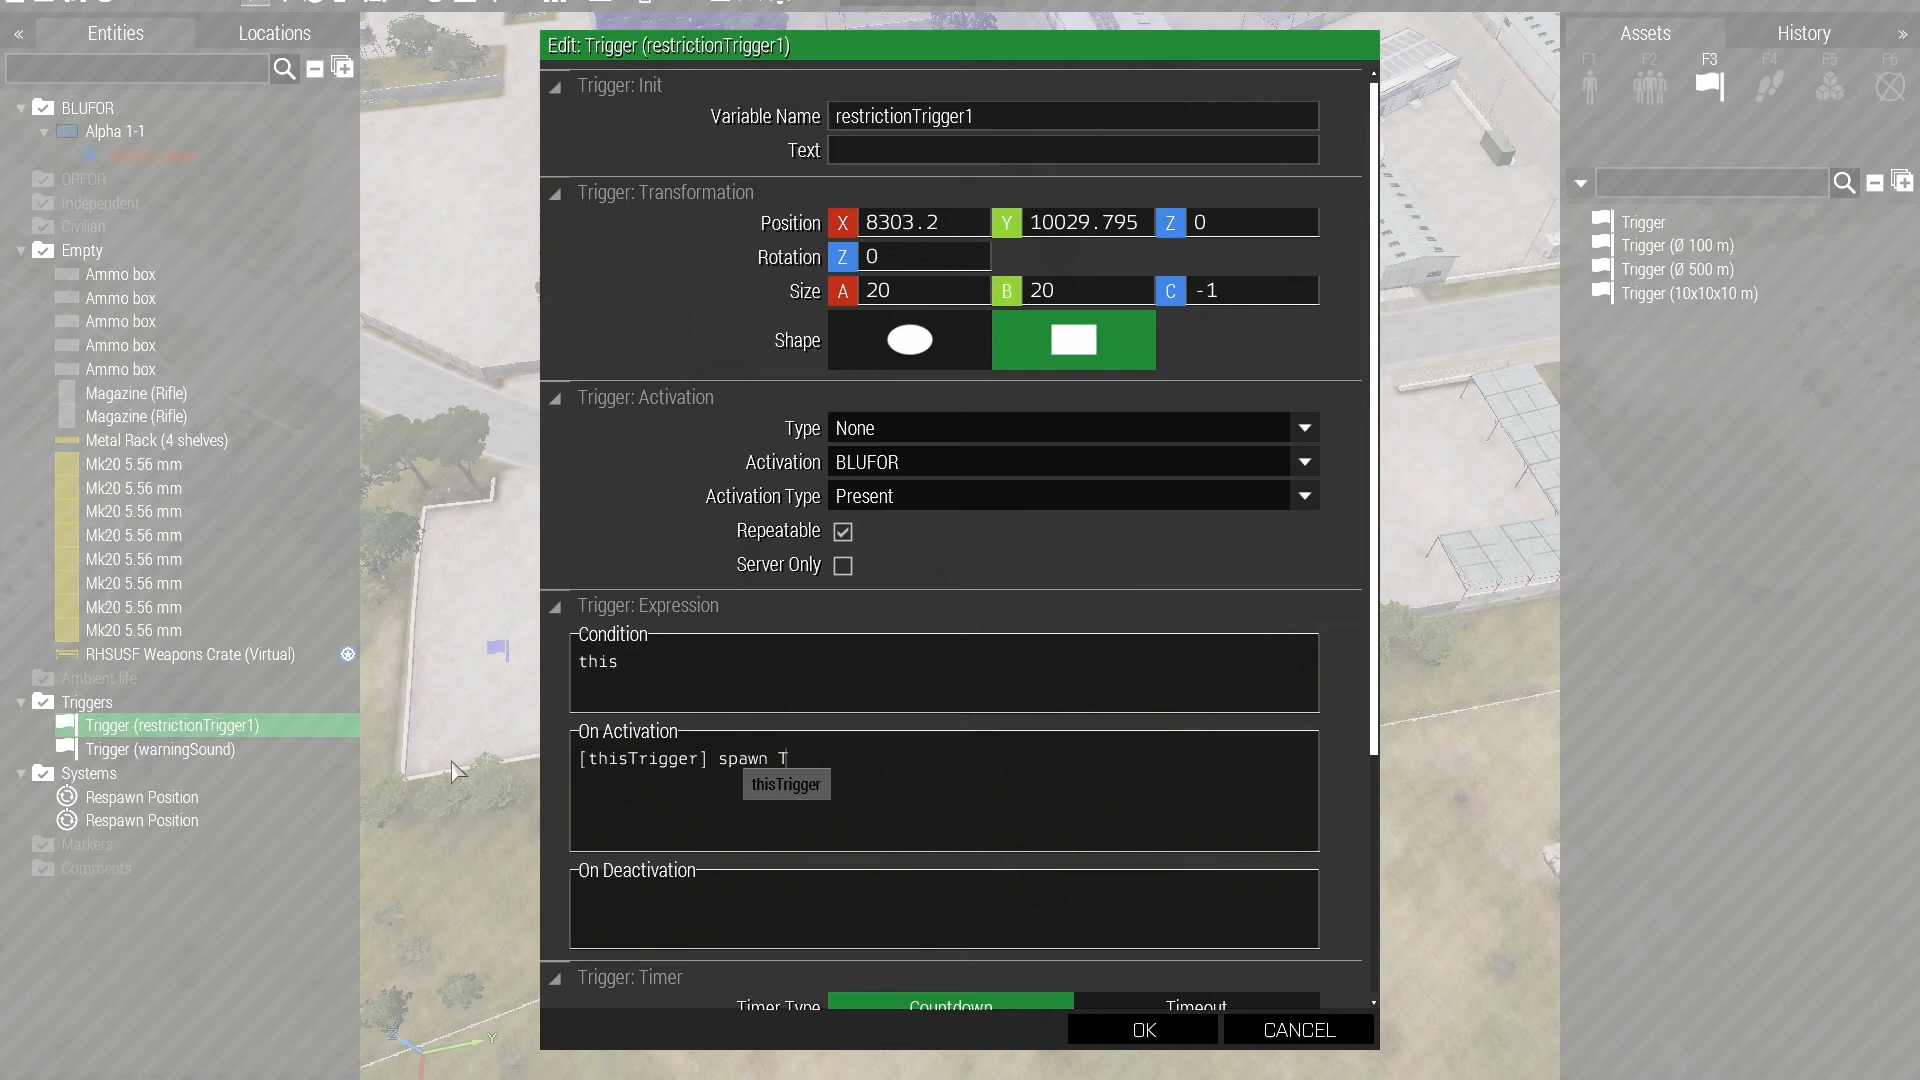 Entities
Locations
BLUFOR
Alpha 1-1
OPFOR
Independent
Civilian
Empty
Ammo box
Ammo box
Ammo box
Ammo box
Ammo box
Magazine (Rifle)
Magazine (Rifle)
Metal Rack (4 shelves)
Mk20 5.56 mm
Mk20 5.56 mm
Mk20 5.56 mm
Mk20 5.56 mm
Mk20 5.56 mm
Mk20 5.56 mm
Mk20 5.56 mm
Mk20 5.56 mm
RHSUSF Weapons Crate (Virtual)
Ambient life
Triggers
Trigger (restrictionTrigger1)
Trigger (warningSound)
Systems
Respawn Position
Respawn Position
Markers
Comments
Z
Y
Edit: Trigger (restrictionTrigger1)
Trigger: Init
Variable Name restrictionTrigger1
Text
Trigger: Transformation
Position X 8303.2 Y 10029.795 Z 0
Rotation Z 0
Size A 20 B 20 C -1
Shape
Trigger: Activation
Type None
Activation BLUFOR
Activation Type Present
Repeatable
Server Only
Trigger: Expression
Condition
this
On Activation
[thisTrigger] spawn T
thisTrigger
On Deactivation
Trigger: Timer
Timer Type Countdown Timeout
OK CANCEL
Assets
History
F1 F2 F3 F4 F5 F6
Trigger
Trigger (Ø 100 m)
Trigger (Ø 500 m)
Trigger (10x10x10 m)